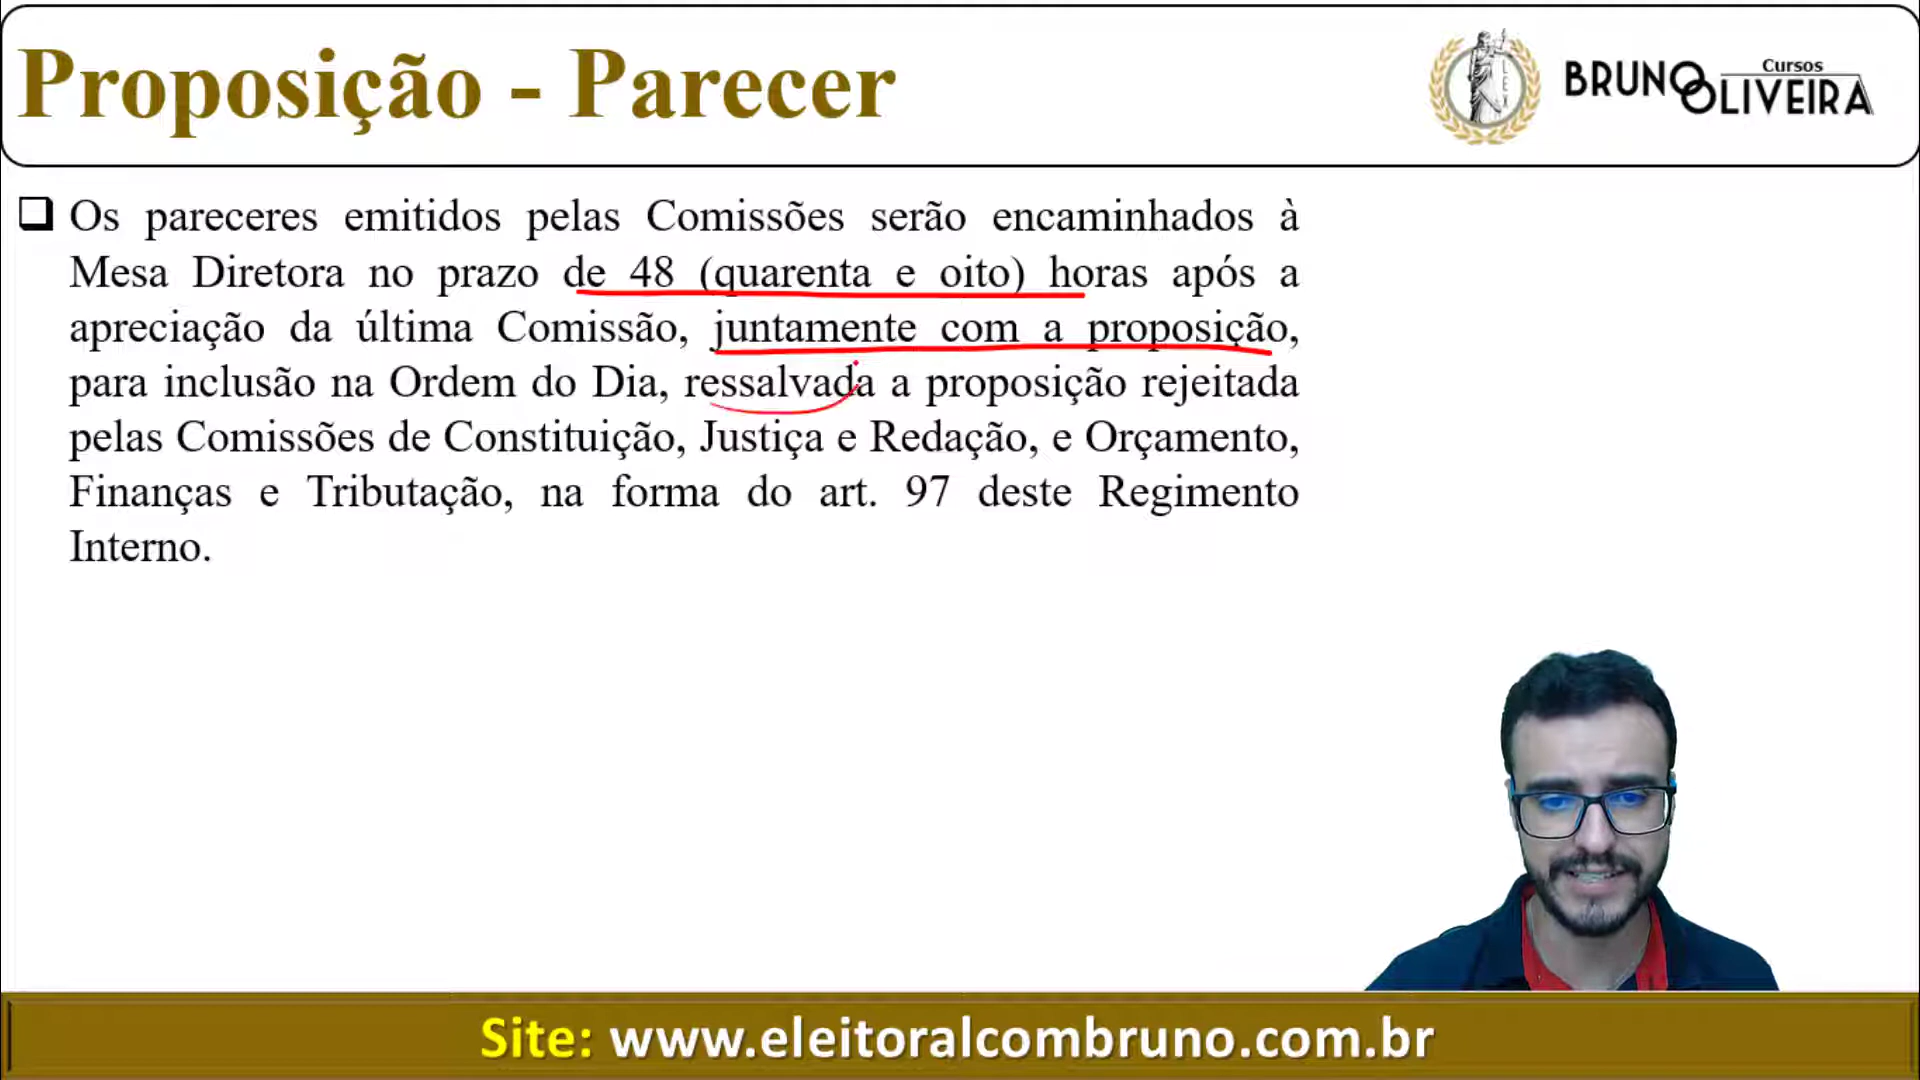 Proposição - Parecer
LEX
Cursos
BRUNO OLIVEIRA
Os pareceres emitidos pelas Comissões serão encaminhados à
Mesa Diretora no prazo de 48 (quarenta e oito) horas após a
apreciação da última Comissão, juntamente com a proposição,
para inclusão na Ordem do Dia, ressalvada a proposição rejeitada
pelas Comissões de Constituição, Justiça e Redação, e Orçamento,
Finanças e Tributação, na forma do art. 97 deste Regimento
Interno.
Site: www.eleitoralcombruno.com.br